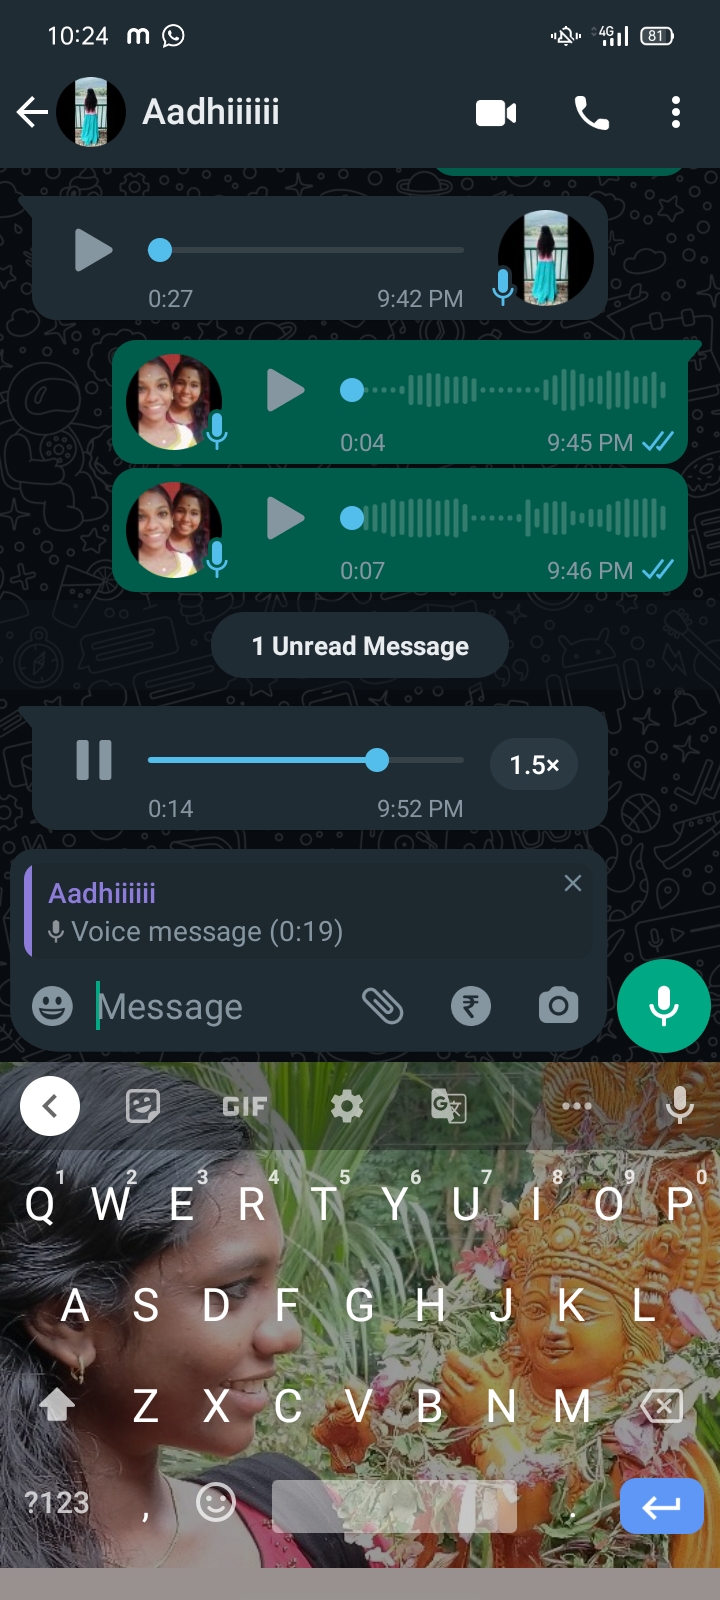 10:24 m 4G 81
Aadhiiiiii
0:27 9:42 PM
0:04 9:45 PM
0:07 9:46 PM
1 Unread Message
1.5×
0:14 9:52 PM
Aadhiiiiii
Voice message (0:19)
Message
GIF G
1 2 3 4 5 6 7 8 9 0
Q W E R T Y U I O P
A S D F G H J K L
Z X C V B N M
?123 , .